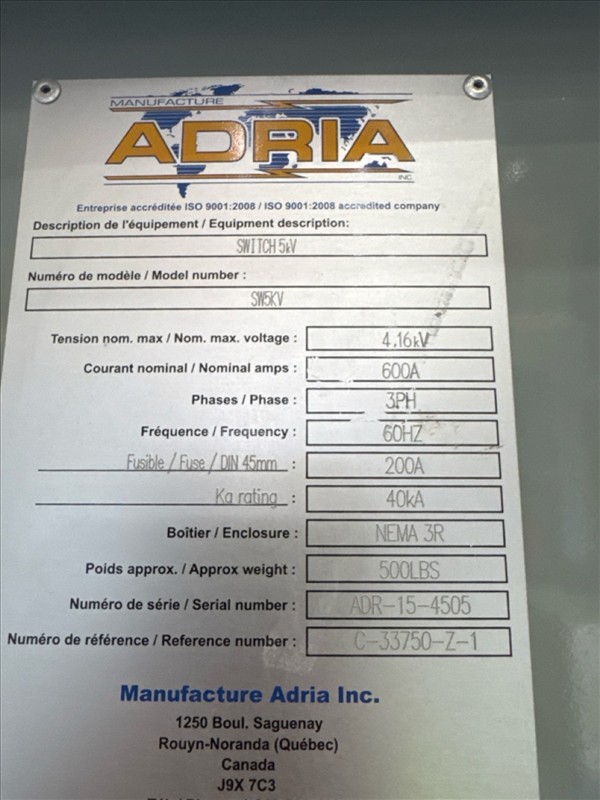 MANUFACTURE
ADRIA
INC.
Entreprise accréditée ISO 9001:2008 / ISO 9001:2008 accredited company
Description de l'équipement / Equipment description:
SWITCH 5kV
Numéro de modèle / Model number :
SW5KV
Tension nom. max / Nom. max. voltage : 4.16kV
Courant nominal / Nominal amps : 600A
Phases / Phase : 3PH
Fréquence / Frequency : 60HZ
Fusible / Fuse / DIN 45mm : 200A
Ka rating : 40kA
Boîtier / Enclosure : NEMA 3R
Poids approx. / Approx weight : 500LBS
Numéro de série / Serial number : ADR-15-4505
Numéro de référence / Reference number : C-33750-Z-1
Manufacture Adria Inc.
1250 Boul. Saguenay
Rouyn-Noranda (Québec)
Canada
J9X 7C3